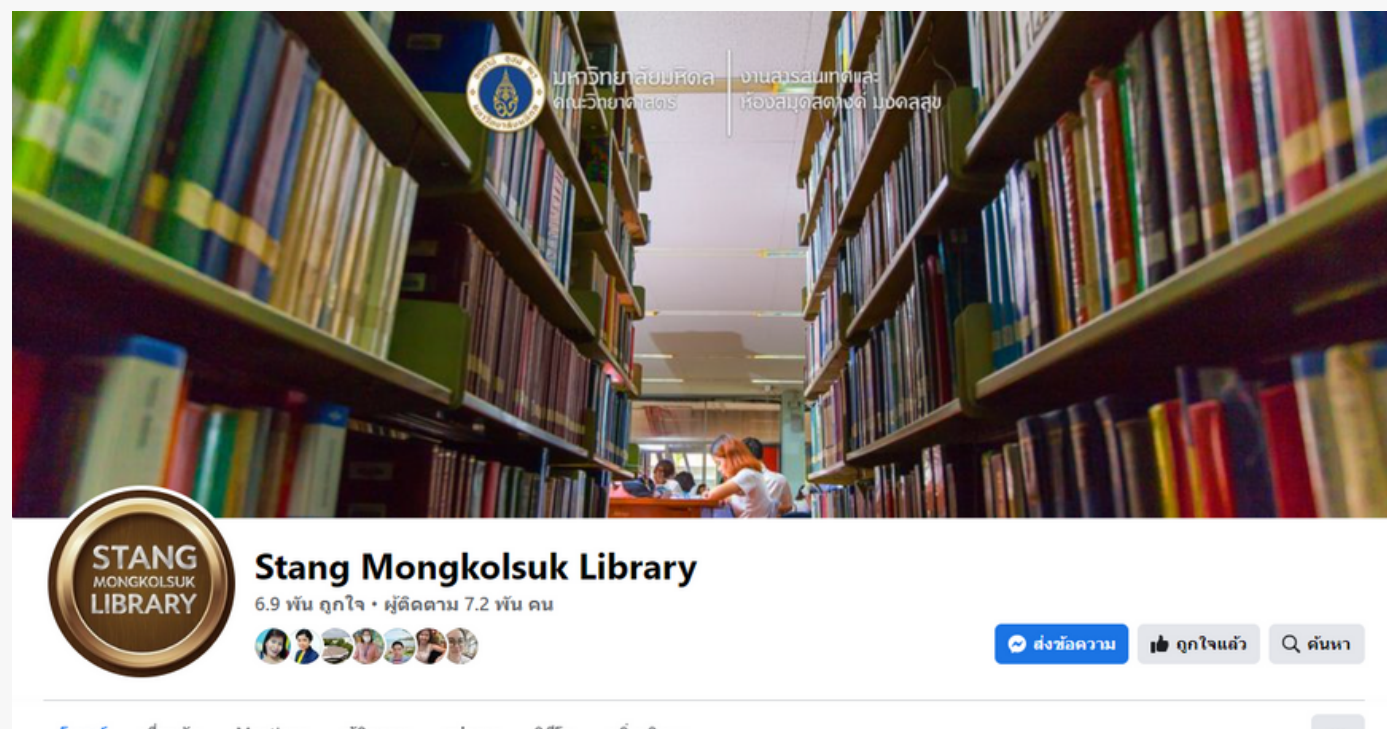 มหาวิทยาลัยมหิดล
คณะวิทยาศาสตร์
งานสารสนเทศและ
ห้องสมุดสตางค์ มงคลสุข
STANG
MONGKOLSUK
LIBRARY
Stang Mongkolsuk Library
6.9 พัน ถูกใจ • ผู้ติดตาม 7.2 พัน คน
ส่งข้อความ
ถูกใจแล้ว
ค้นหา